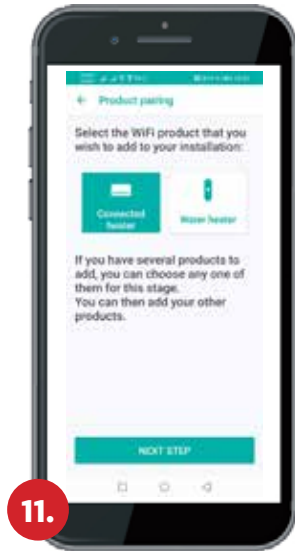 ← Product pairing
Select the WiFi product that you
wish to add to your installation:
Connected
heater
Water heater
If you have several products to
add, you can choose any one of
them for this stage.
You can then add your other
products.
NEXT STEP
11.